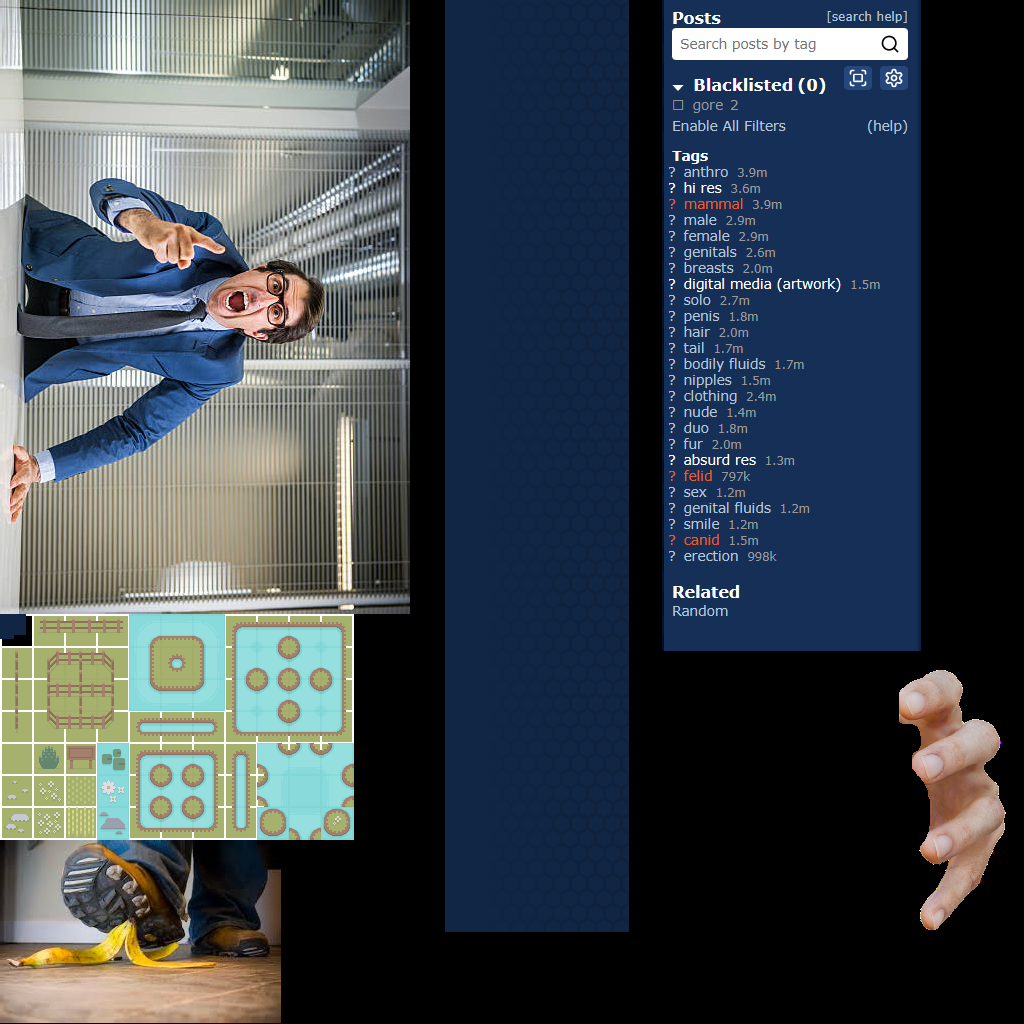 Posts [search help]
Search posts by tag
Blacklisted (0)
gore 2
Enable All Filters (help)
Tags
? anthro 3.9m
? hi res 3.6m
? mammal 3.9m
? male 2.9m
? female 2.9m
? genitals 2.6m
? breasts 2.0m
? digital media (artwork) 1.5m
? solo 2.7m
? penis 1.8m
? hair 2.0m
? tail 1.7m
? bodily fluids 1.7m
? nipples 1.5m
? clothing 2.4m
? nude 1.4m
? duo 1.8m
? fur 2.0m
? absurd res 1.3m
? felid 797k
? sex 1.2m
? genital fluids 1.2m
? smile 1.2m
? canid 1.5m
? erection 998k
Related
Random